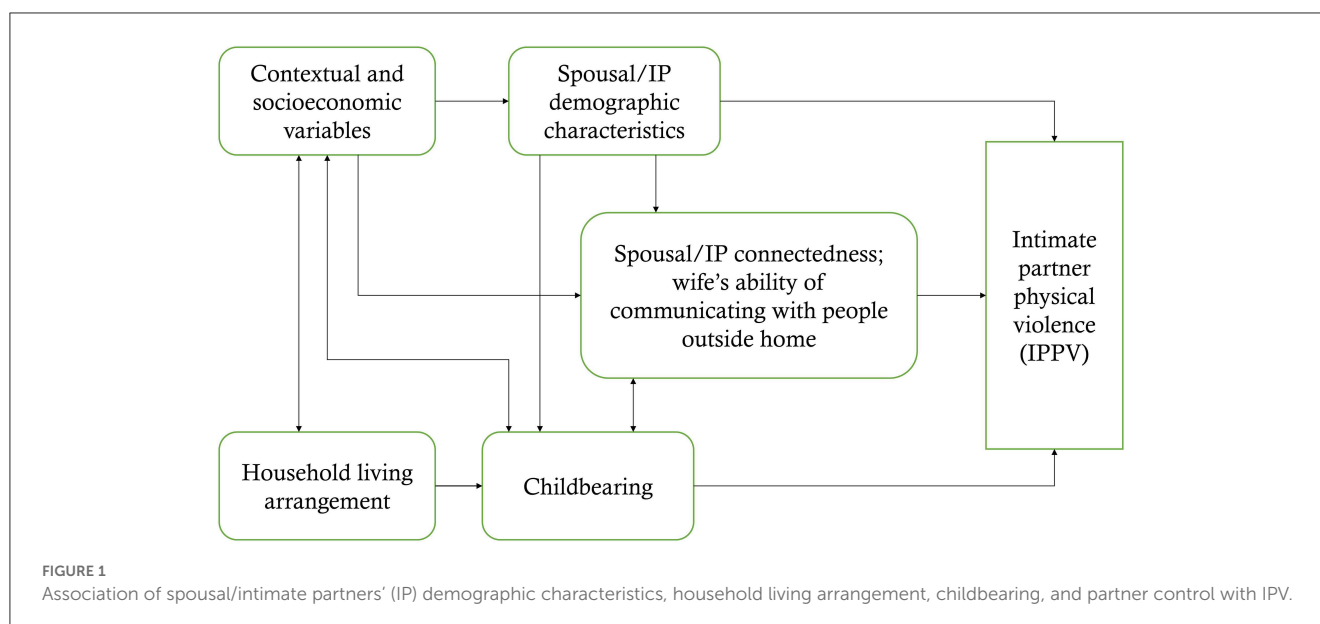 Contextual and
socioeconomic
variables
Spousal/IP
demographic
characteristics
Spousal/IP connectedness;
wife's ability of
communicating with people
outside home
Intimate
partner
physical
violence
(IPPV)
Household living
arrangement
Childbearing
FIGURE 1
Association of spousal/intimate partners' (IP) demographic characteristics, household living arrangement, childbearing, and partner control with IPV.